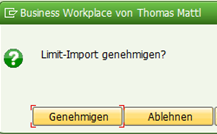 Business Workplace von Thomas Mattl
Limit-Import genehmigen?
Genehmigen Ablehnen